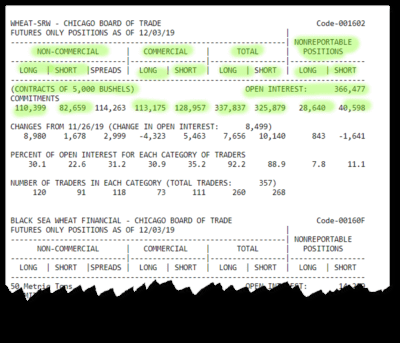 WHEAT-SRW - CHICAGO BOARD OF TRADE Code-001602
FUTURES ONLY POSITIONS AS OF 12/03/19 |
--------------------------------------------------------------| NONREPORTABLE
NON-COMMERCIAL | COMMERCIAL | TOTAL | POSITIONS
--------------------------|------------------|-----------------|-----------------
LONG | SHORT |SPREADS | LONG | SHORT | LONG | SHORT | LONG | SHORT
--------------------------------------------------------------------------------
(CONTRACTS OF 5,000 BUSHELS) OPEN INTEREST: 366,477
COMMITMENTS
110,399 82,659 114,263 113,175 128,957 337,837 325,879 28,640 40,598
CHANGES FROM 11/26/19 (CHANGE IN OPEN INTEREST: 8,499)
8,980 1,678 2,999 -4,323 5,463 7,656 10,140 843 -1,641
PERCENT OF OPEN INTEREST FOR EACH CATEGORY OF TRADERS
30.1 22.6 31.2 30.9 35.2 92.2 88.9 7.8 11.1
NUMBER OF TRADERS IN EACH CATEGORY (TOTAL TRADERS: 357)
120 91 118 73 111 260 268
BLACK SEA WHEAT FINANCIAL - CHICAGO BOARD OF TRADE Code-00160F
FUTURES ONLY POSITIONS AS OF 12/03/19 |
--------------------------------------------------------------| NONREPORTABLE
NON-COMMERCIAL | COMMERCIAL | TOTAL | POSITIONS
--------------------------|------------------|-----------------|-----------------
LONG | SHORT |SPREADS | LONG | SHORT | LONG | SHORT | LONG | SHORT
--------------------------------------------------------------------------------
50 Metric Tons OPEN INTEREST: